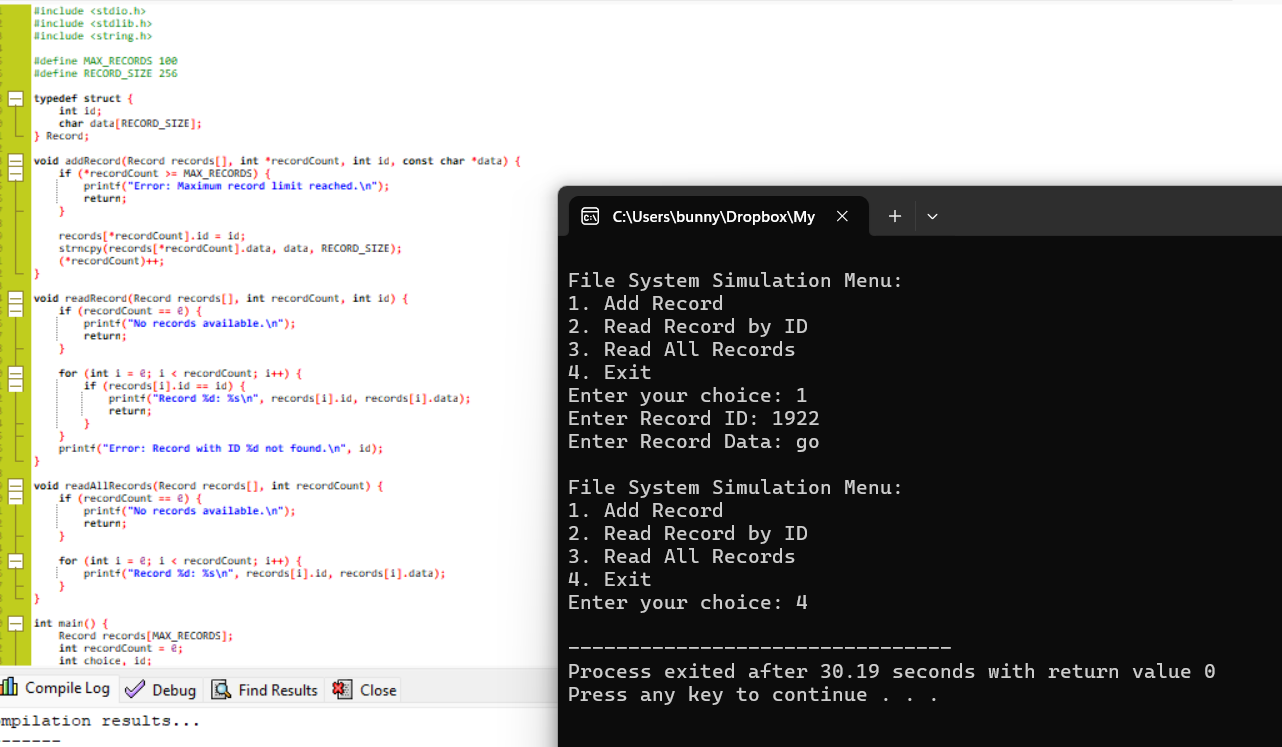 #include <stdio.h>
#include <stdlib.h>
#include <string.h>
#define MAX_RECORDS 100
#define RECORD_SIZE 256
typedef struct {
int id;
char data[RECORD_SIZE];
} Record;
void addRecord(Record records[], int *recordCount, int id, const char *data) {
if (*recordCount >= MAX_RECORDS) {
printf("Error: Maximum record limit reached.\n");
return;
}
records[*recordCount].id = id;
strncpy(records[*recordCount].data, data, RECORD_SIZE);
(*recordCount)++;
}
void readRecord(Record records[], int recordCount, int id) {
if (recordCount == 0) {
printf("No records available.\n");
return;
}
for (int i = 0; i < recordCount; i++) {
if (records[i].id == id) {
printf("Record %d: %s\n", records[i].id, records[i].data);
return;
}
}
printf("Error: Record with ID %d not found.\n", id);
}
void readAllRecords(Record records[], int recordCount) {
if (recordCount == 0) {
printf("No records available.\n");
return;
}
for (int i = 0; i < recordCount; i++) {
printf("Record %d: %s\n", records[i].id, records[i].data);
}
}
int main() {
Record records[MAX_RECORDS];
int recordCount = 0;
int choice, id;
Compile Log Debug Find Results Close
mpilation results...
------
C:\Users\bunny\Dropbox\My
File System Simulation Menu:
1. Add Record
2. Read Record by ID
3. Read All Records
4. Exit
Enter your choice: 1
Enter Record ID: 1922
Enter Record Data: go
File System Simulation Menu:
1. Add Record
2. Read Record by ID
3. Read All Records
4. Exit
Enter your choice: 4
--------------------------------
Process exited after 30.19 seconds with return value 0
Press any key to continue . . .